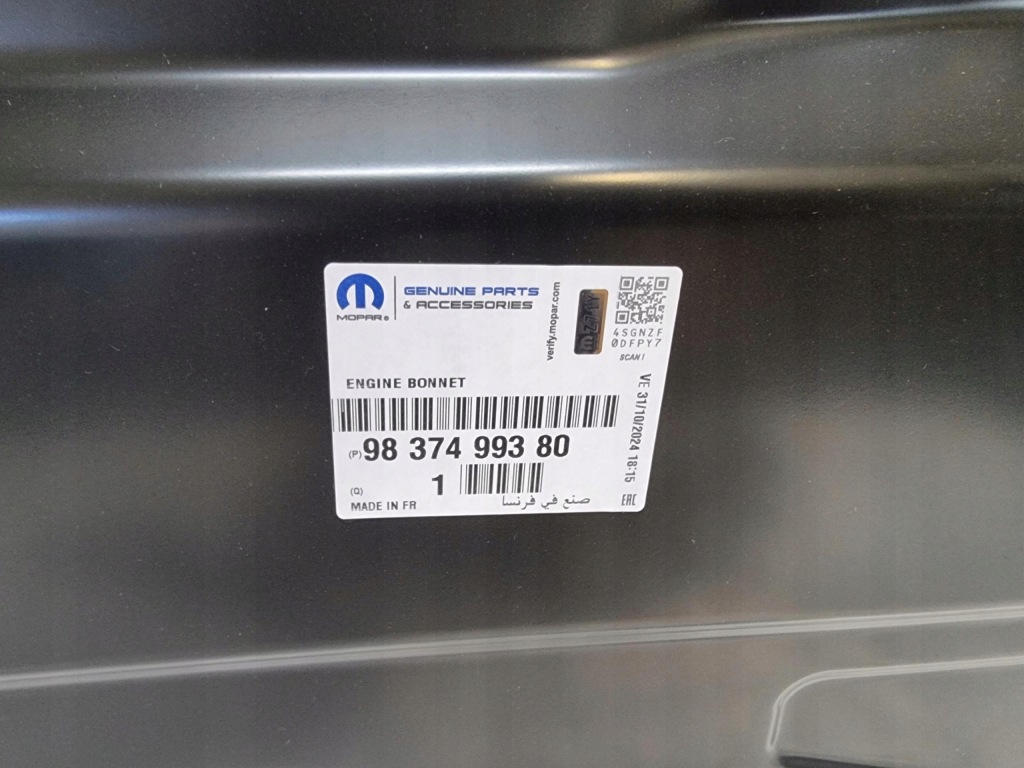 MOPAR®
GENUINE PARTS
& ACCESSORIES
verify.mopar.com
4SGNZF
0DFPY7
SCAN!
ENGINE BONNET
VE 31/10/2024 18:15
(P) 98 374 993 80
(Q) 1
MADE IN FR
صنع في فرنسا
EAC